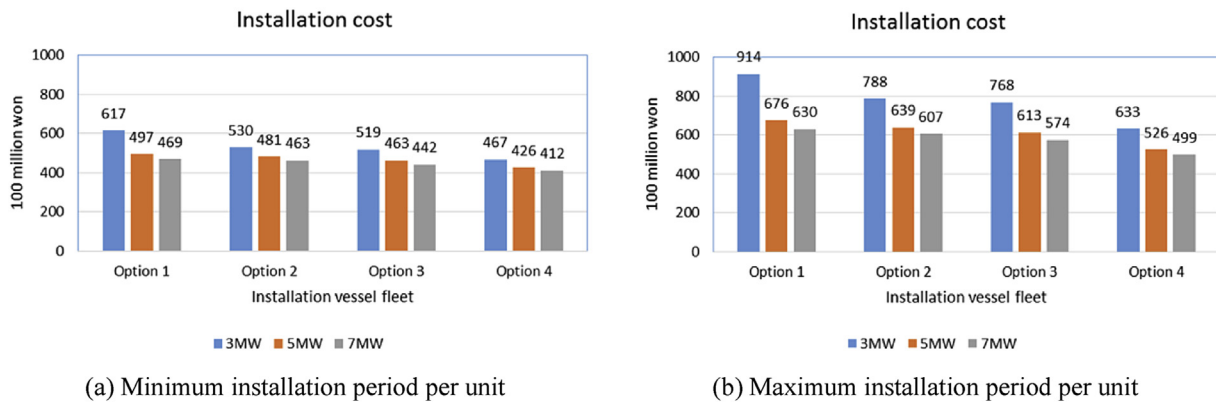 Installation cost
100 million won
1000
800
600
400
200
0
617
497
469
530
481
463
519
463
442
467
426
412
Option 1
Option 2
Option 3
Option 4
Installation vessel fleet
3MW
5MW
7MW
(a) Minimum installation period per unit
Installation cost
100 million won
1000
800
600
400
200
0
914
676
630
788
639
607
768
613
574
633
526
499
Option 1
Option 2
Option 3
Option 4
Installation vessel fleet
3MW
5MW
7MW
(b) Maximum installation period per unit